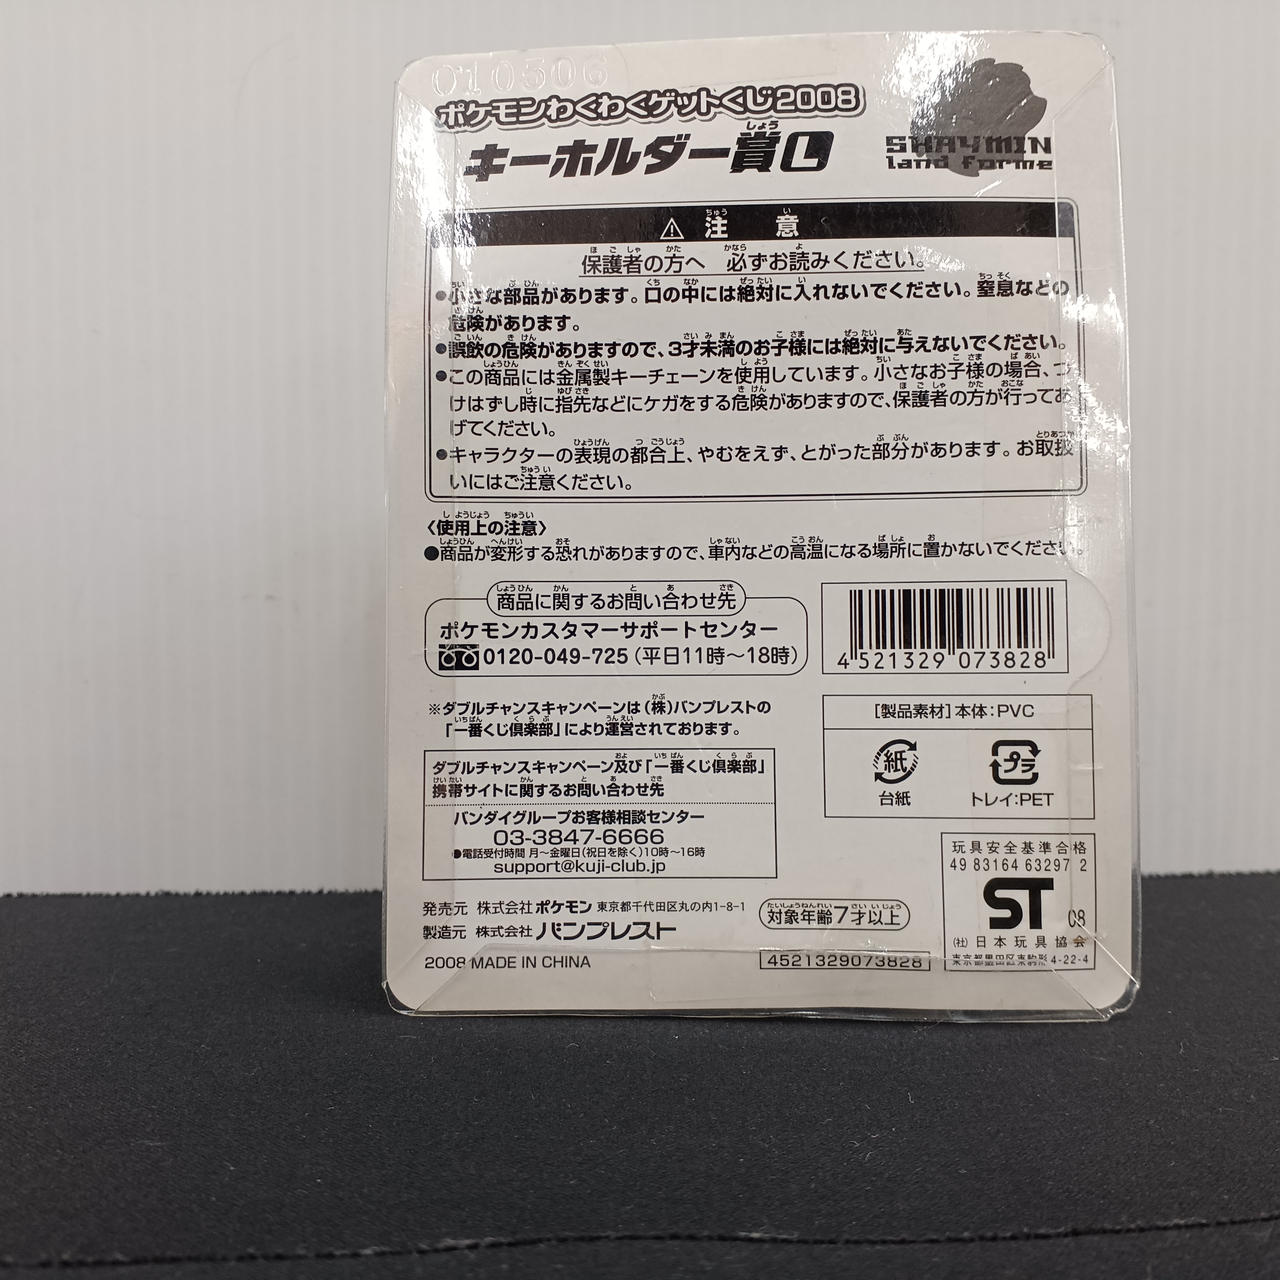 010506
ポケモンわくわくゲットくじ2008
キーホルダー賞L
SHAYMIN
land forme
⚠ 注意
保護者の方へ 必ずお読みください。
●小さな部品があります。口の中には絶対に入れないでください。窒息などの
危険があります。
●誤飲の危険がありますので、3才未満のお子様には絶対に与えないでください。
●この商品には金属製キーチェーンを使用しています。小さなお子様の場合、つ
けはずし時に指先などにケガをする危険がありますので、保護者の方が行ってあ
げてください。
●キャラクターの表現の都合上、やむをえず、とがった部分があります。お取扱
いにはご注意ください。
〈使用上の注意〉
●商品が変形する恐れがありますので、車内などの高温になる場所に置かないでください。
商品に関するお問い合わせ先
ポケモンカスタマーサポートセンター
0120-049-725(平日11時〜18時)
4 521329 073828
※ダブルチャンスキャンペーンは(株)バンプレストの
「一番くじ倶楽部」により運営されております。
ダブルチャンスキャンペーン及び「一番くじ倶楽部」
携帯サイトに関するお問い合わせ先
バンダイグループお客様相談センター
03-3847-6666
●電話受付時間 月〜金曜日(祝日を除く)10時〜16時
support@kuji-club.jp
[製品素材]本体:PVC
紙
台紙
プラ
トレイ:PET
玩具安全基準合格
49 83164 63297 2
ST 08
(社)日本玩具協会
東京都墨田区東駒形4-22-4
発売元 株式会社ポケモン 東京都千代田区丸の内1-8-1
製造元 株式会社バンプレスト
対象年齢7才以上
2008 MADE IN CHINA
4521329073828